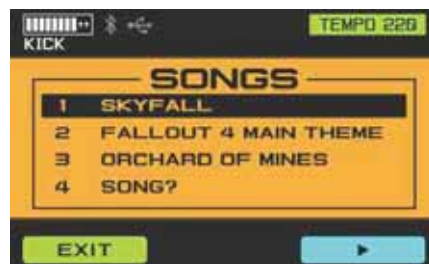 TEMPO 220
KICK
SONGS
1 SKYFALL
2 FALLOUT 4 MAIN THEME
3 ORCHARD OF MINES
4 SONG?
EXIT